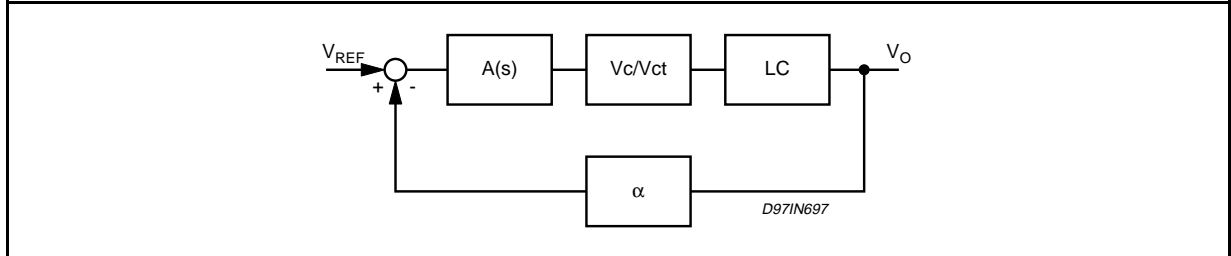 V_REF
+ -
A(s)
Vc/Vct
LC
V_O
α
D97IN697